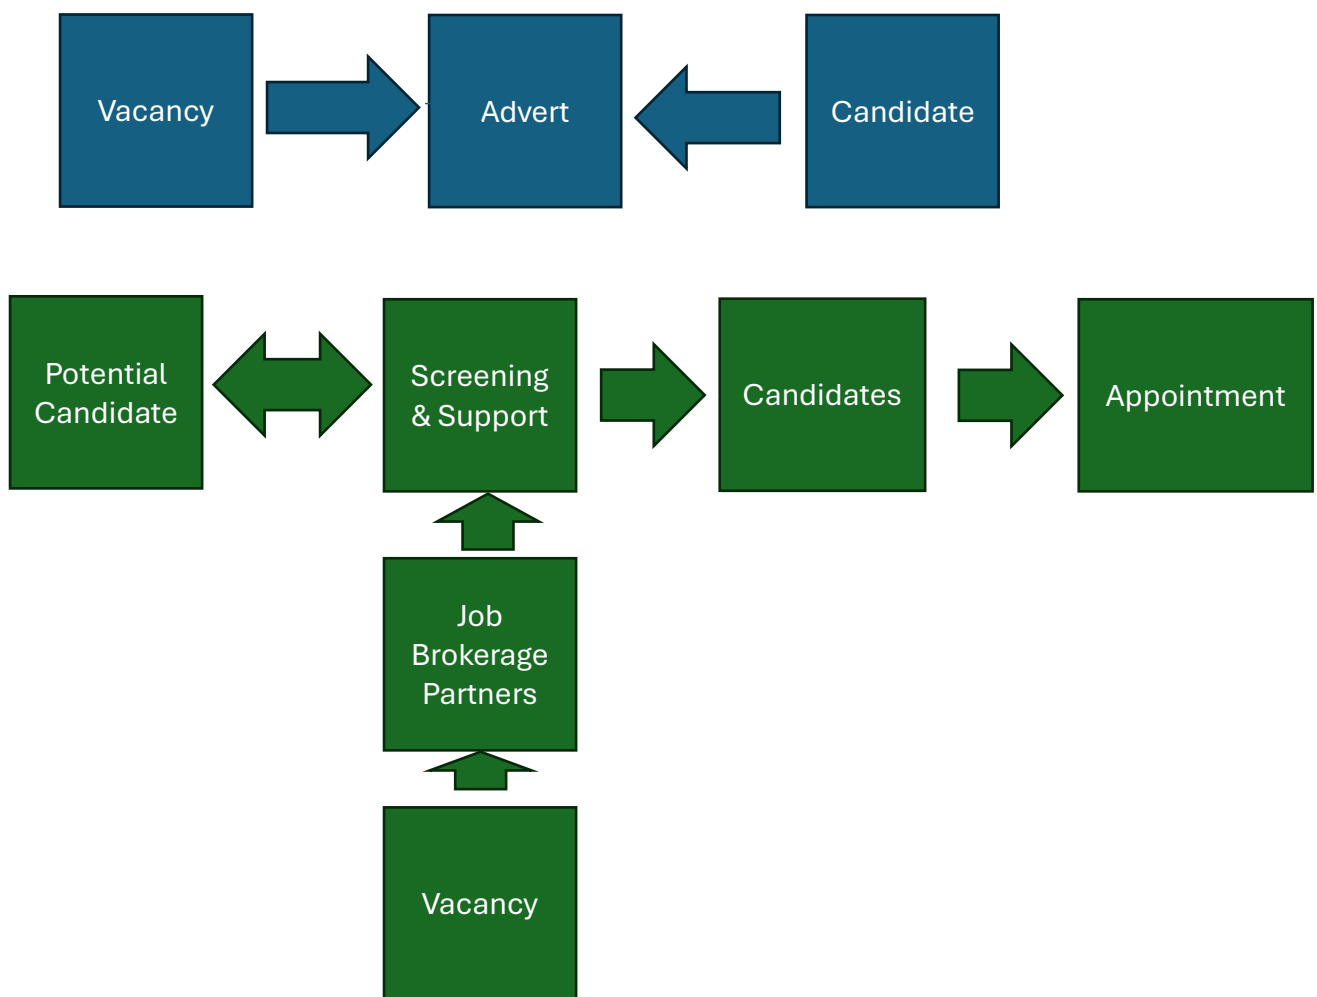 Vacancy
Advert
Candidate
Potential
Candidate
Screening
& Support
Candidates
Appointment
Job
Brokerage
Partners
Vacancy